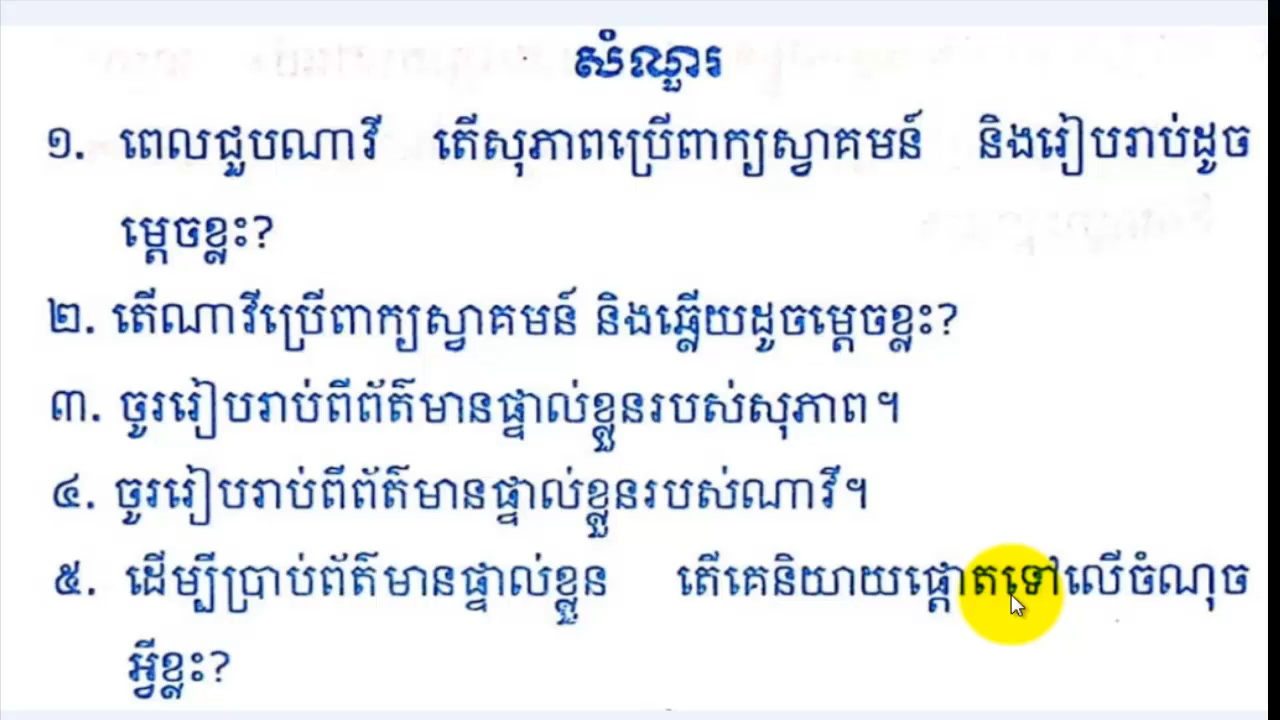 សំណួរ
១. ពេលជួបណាវី តើសុភាពប្រើពាក្យស្វាគមន៍ និងរៀបរាប់ដូច
ម្ដេចខ្លះ?
២. តើណាវីប្រើពាក្យស្វាគមន៍ និងឆ្លើយដូចម្ដេចខ្លះ?
៣. ចូររៀបរាប់ពីព័ត៌មានផ្ទាល់ខ្លួនរបស់សុភាព។
៤. ចូររៀបរាប់ពីព័ត៌មានផ្ទាល់ខ្លួនរបស់ណាវី។
៥. ដើម្បីប្រាប់ព័ត៌មានផ្ទាល់ខ្លួន តើគេនិយាយផ្ដោតទៅលើចំណុច
អ្វីខ្លះ?